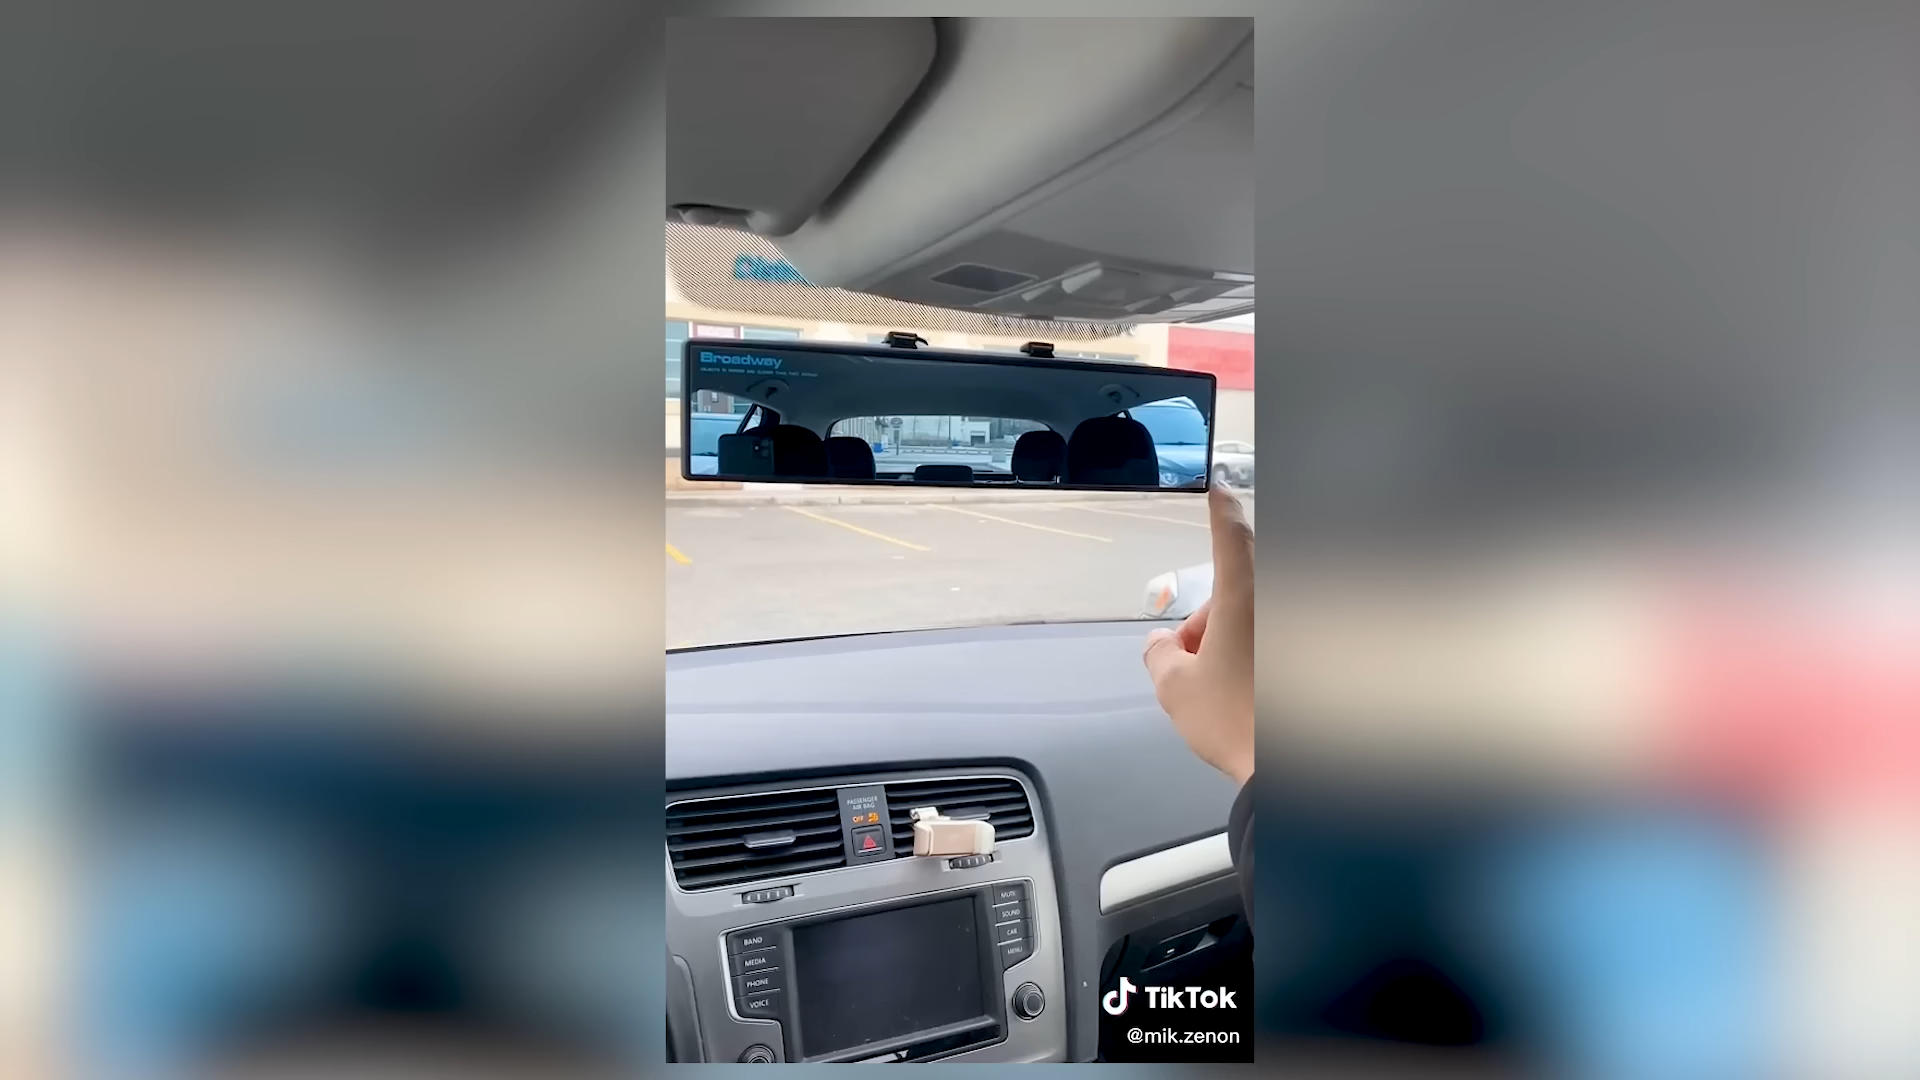 Broadway
PASSENGER
AIR BAG
OFF
MUTE
SOUND
CAR
MENU
BAND
MEDIA
PHONE
VOICE
TikTok
@mik.zenon